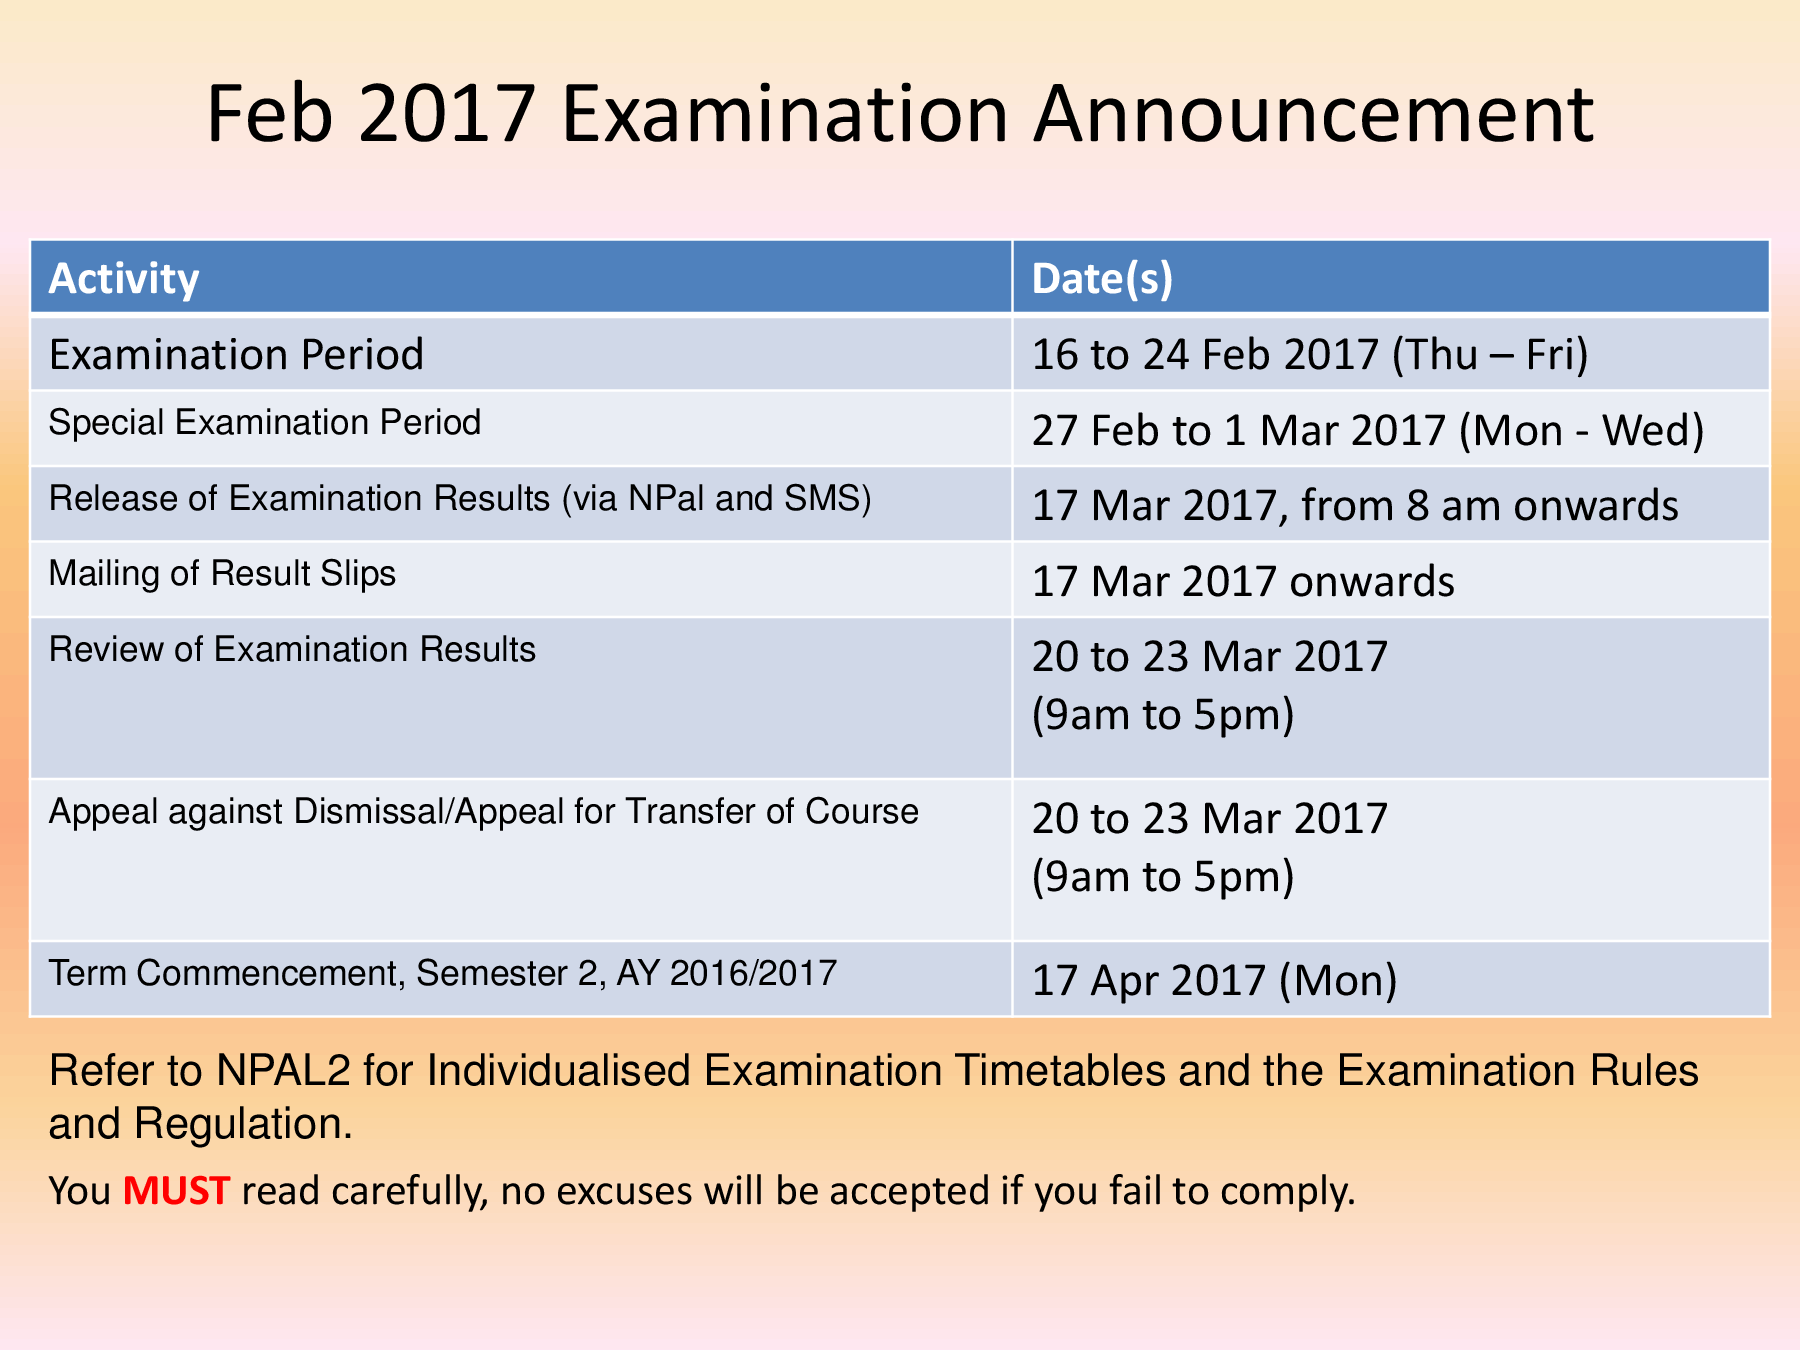 Feb 2017 Examination Announcement
Activity
Date(s)
Examination Period
16 to 24 Feb 2017 (Thu – Fri)
Special Examination Period
27 Feb to 1 Mar 2017 (Mon - Wed)
Release of Examination Results (via NPal and SMS)
17 Mar 2017, from 8 am onwards
Mailing of Result Slips
17 Mar 2017 onwards
Review of Examination Results
20 to 23 Mar 2017
(9am to 5pm)
Appeal against Dismissal/Appeal for Transfer of Course
20 to 23 Mar 2017
(9am to 5pm)
Term Commencement, Semester 2, AY 2016/2017
17 Apr 2017 (Mon)
Refer to NPAL2 for Individualised Examination Timetables and the Examination Rules
and Regulation.
You MUST read carefully, no excuses will be accepted if you fail to comply.